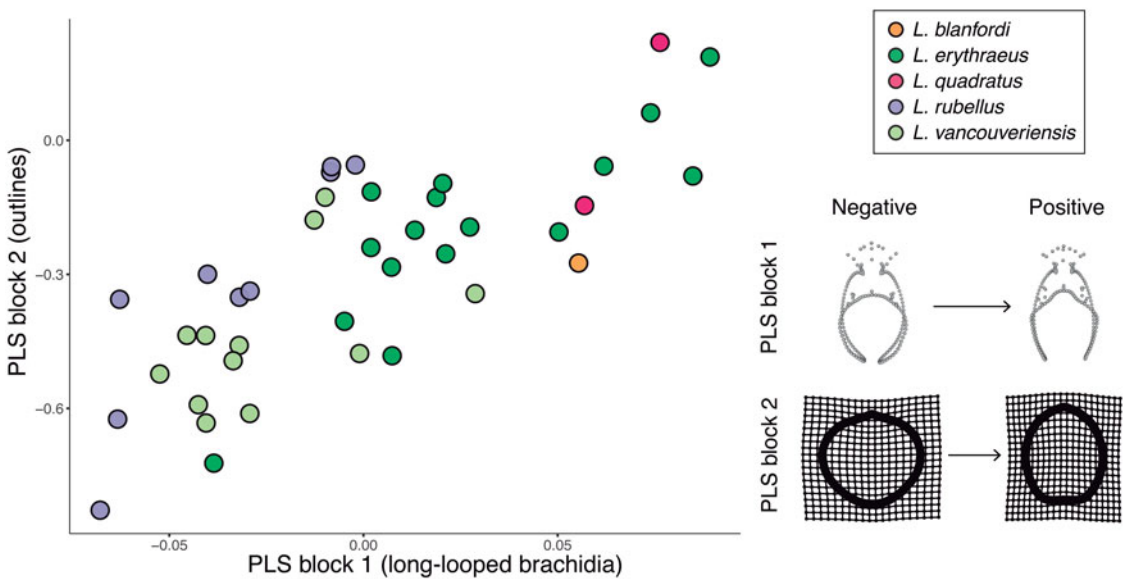 L. blanfordi
L. erythraeus
L. quadratus
L. rubellus
L. vancouveriensis
PLS block 2 (outlines)
0.0
−0.3
−0.6
−0.05
0.00
0.05
PLS block 1 (long-looped brachidia)
Negative
Positive
PLS block 1
PLS block 2